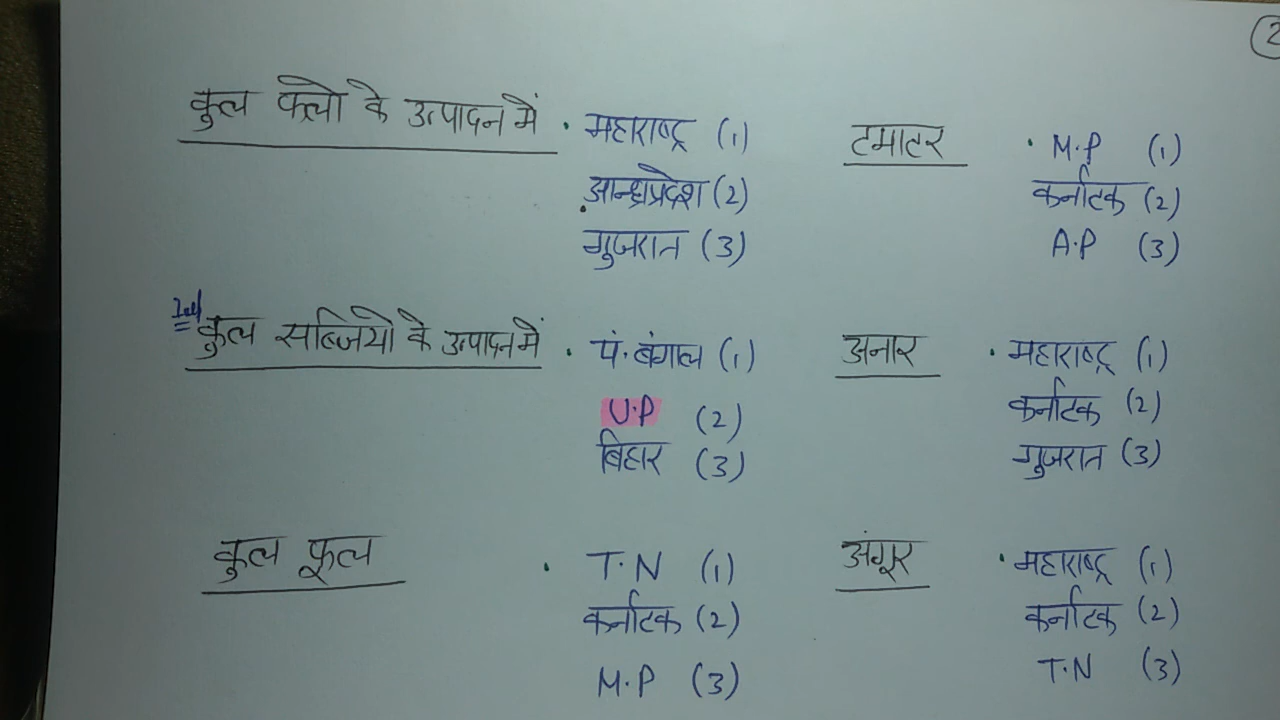 2
कुल फलो के उत्पादन में • महाराष्ट्र (1)
आन्ध्रप्रदेश (2)
गुजरात (3)
टमाटर • M.P (1)
कर्नाटक (2)
A.P (3)
कुल सब्जियो के उत्पादन में • पं. बंगाल (1)
U.P (2)
बिहार (3)
अनार • महाराष्ट्र (1)
कर्नाटक (2)
गुजरात (3)
कुल फूल • T.N (1)
कर्नाटक (2)
M.P (3)
अंगूर • महाराष्ट्र (1)
कर्नाटक (2)
T.N (3)